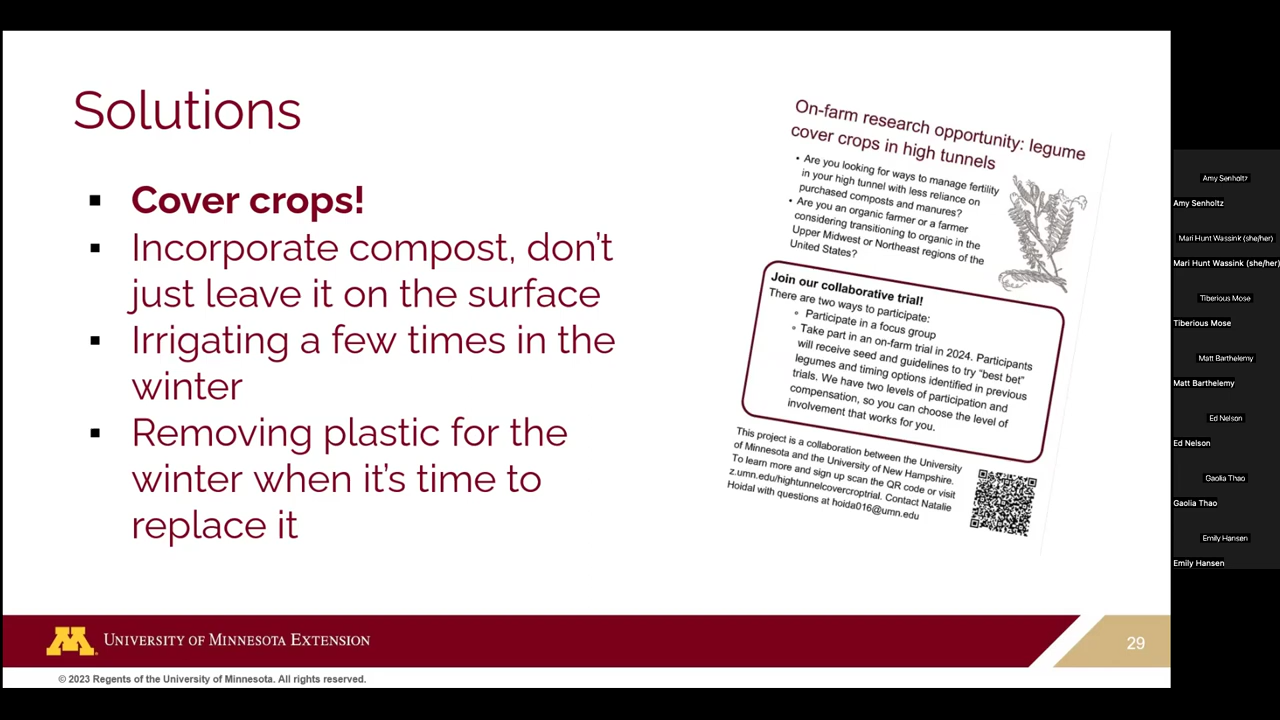 Solutions
▪ Cover crops!
▪ Incorporate compost, don't
just leave it on the surface
▪ Irrigating a few times in the
winter
▪ Removing plastic for the
winter when it's time to
replace it
On-farm research opportunity: legume
cover crops in high tunnels
• Are you looking for ways to manage fertility
in your high tunnel with less reliance on
purchased composts and manures?
• Are you an organic farmer or a farmer
considering transitioning to organic in the
Upper Midwest or Northeast regions of the
United States?
Join our collaborative trial!
There are two ways to participate:
◦ Participate in a focus group
◦ Take part in an on-farm trial in 2024. Participants
will receive seed and guidelines to try "best bet"
legumes and timing options identified in previous
trials. We have two levels of participation and
compensation, so you can choose the level of
involvement that works for you.
This project is a collaboration between the University
of Minnesota and the University of New Hampshire.
To learn more and sign up scan the QR code or visit
z.umn.edu/hightunnelcovercroptrial. Contact Natalie
Hoidal with questions at hoida016@umn.edu
M
UNIVERSITY OF MINNESOTA EXTENSION
29
© 2023 Regents of the University of Minnesota. All rights reserved.
Amy Senholtz
Amy Senholtz
Mari Hunt Wassink (she/her)
Mari Hunt Wassink (she/her)
Tiberious Mose
Tiberious Mose
Matt Barthelemy
Matt Barthelemy
Ed Nelson
Ed Nelson
Gaolia Thao
Gaolia Thao
Emily Hansen
Emily Hansen